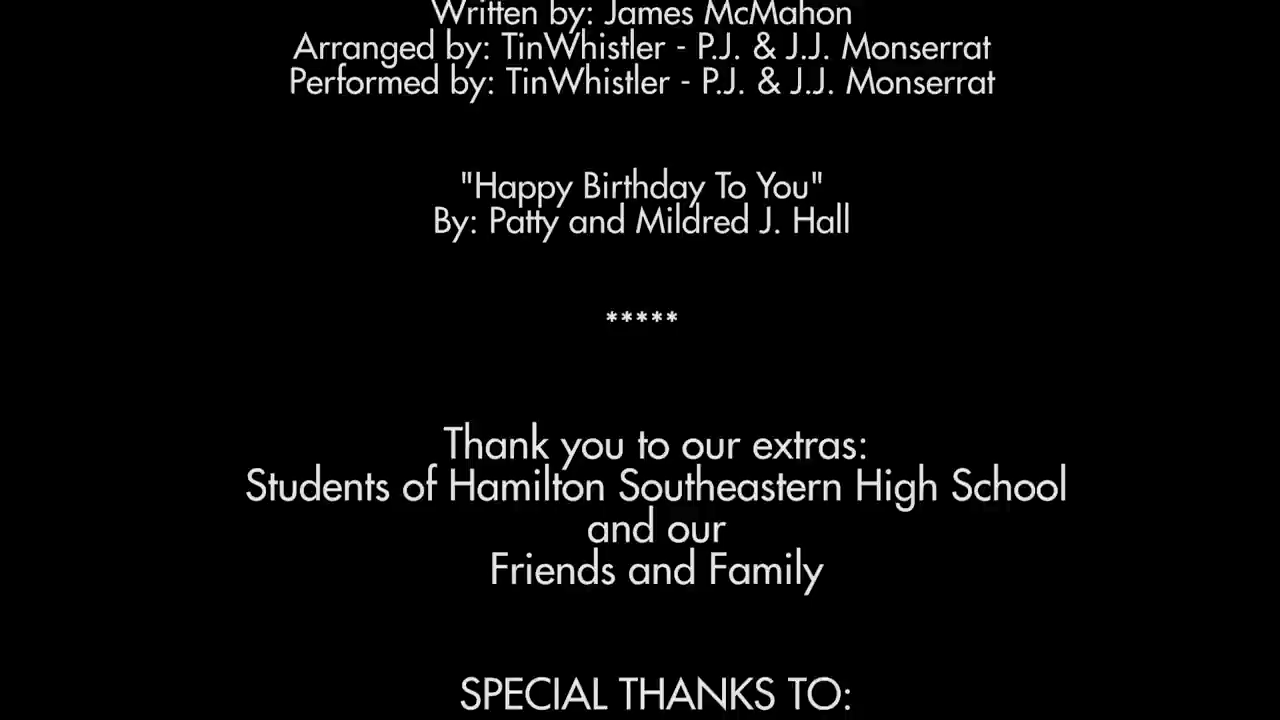 Written by: James McMahon
Arranged by: TinWhistler - P.J. & J.J. Monserrat
Performed by: TinWhistler - P.J. & J.J. Monserrat
"Happy Birthday To You"
By: Patty and Mildred J. Hall
*****
Thank you to our extras:
Students of Hamilton Southeastern High School
and our
Friends and Family
SPECIAL THANKS TO: